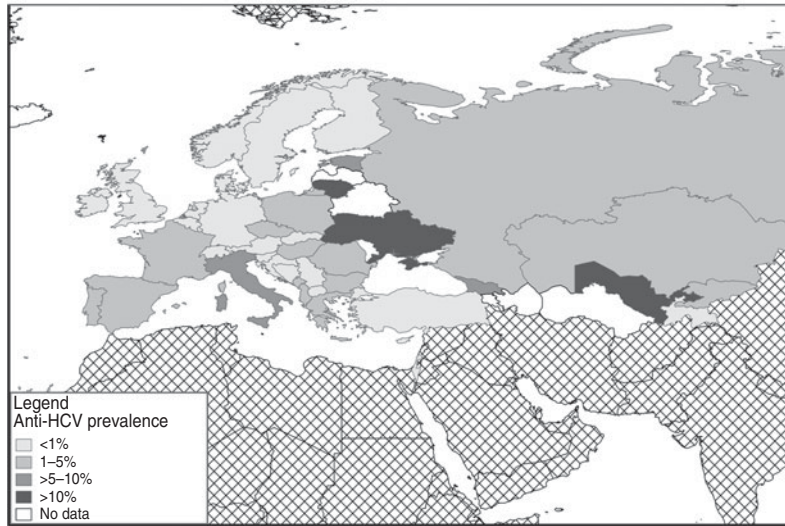 Legend
Anti-HCV prevalence
<1%
1–5%
>5–10%
>10%
No data